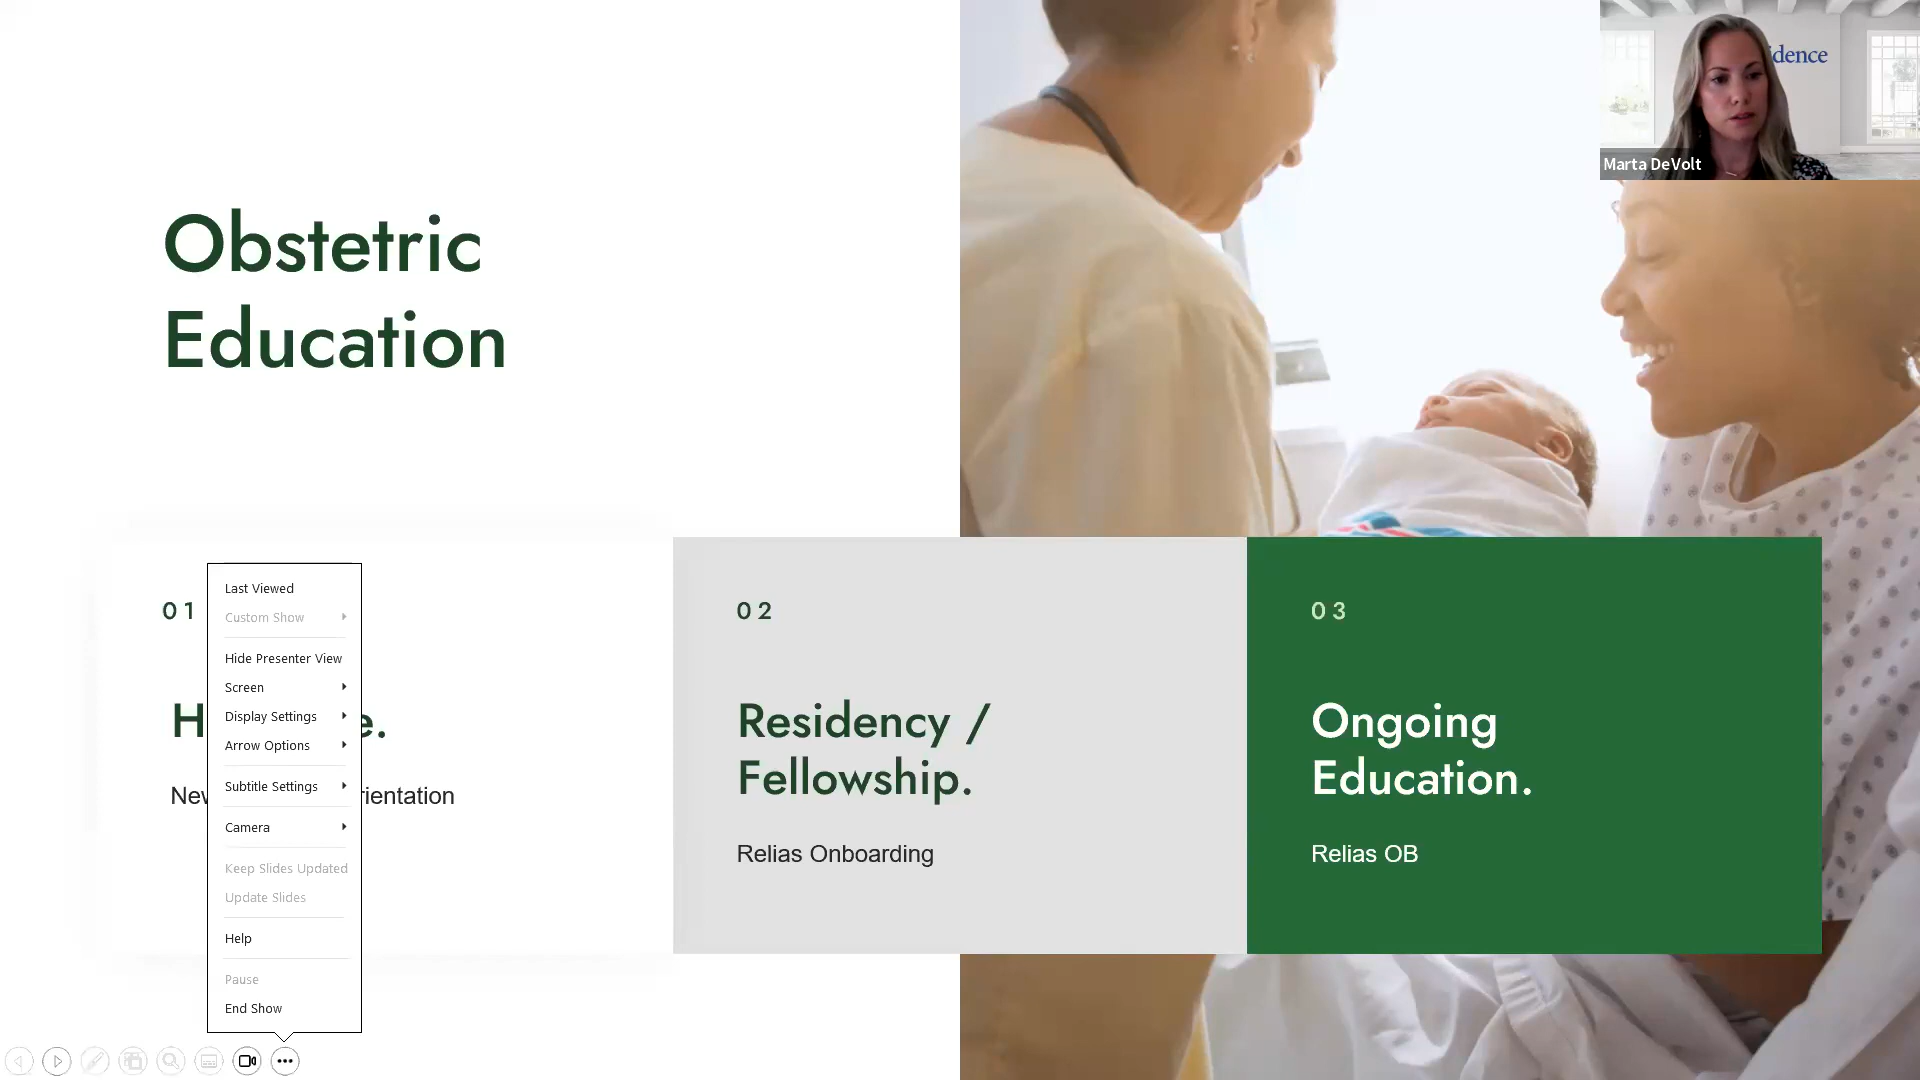 idence
Marta DeVolt
Obstetric
Education
01
H e.
New rientation
Last Viewed
Custom Show
Hide Presenter View
Screen
Display Settings
Arrow Options
Subtitle Settings
Camera
Keep Slides Updated
Update Slides
Help
Pause
End Show
02
Residency /
Fellowship.
Relias Onboarding
03
Ongoing
Education.
Relias OB